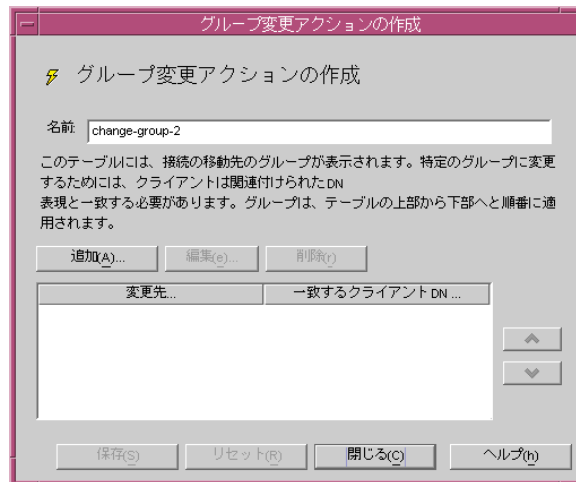 グループ変更アクションの作成
グループ変更アクションの作成
名前: change-group-2
このテーブルには、接続の移動先のグループが表示されます。特定のグループに変更
するためには、クライアントは関連付けられたDN
表現と一致する必要があります。グループは、テーブルの上部から下部へと順番に適
用されます。
追加(A)... 編集(e)... 削除(r)
変更先... 一致するクライアントDN ...
保存(S) リセット(R) 閉じる(C) ヘルプ(h)